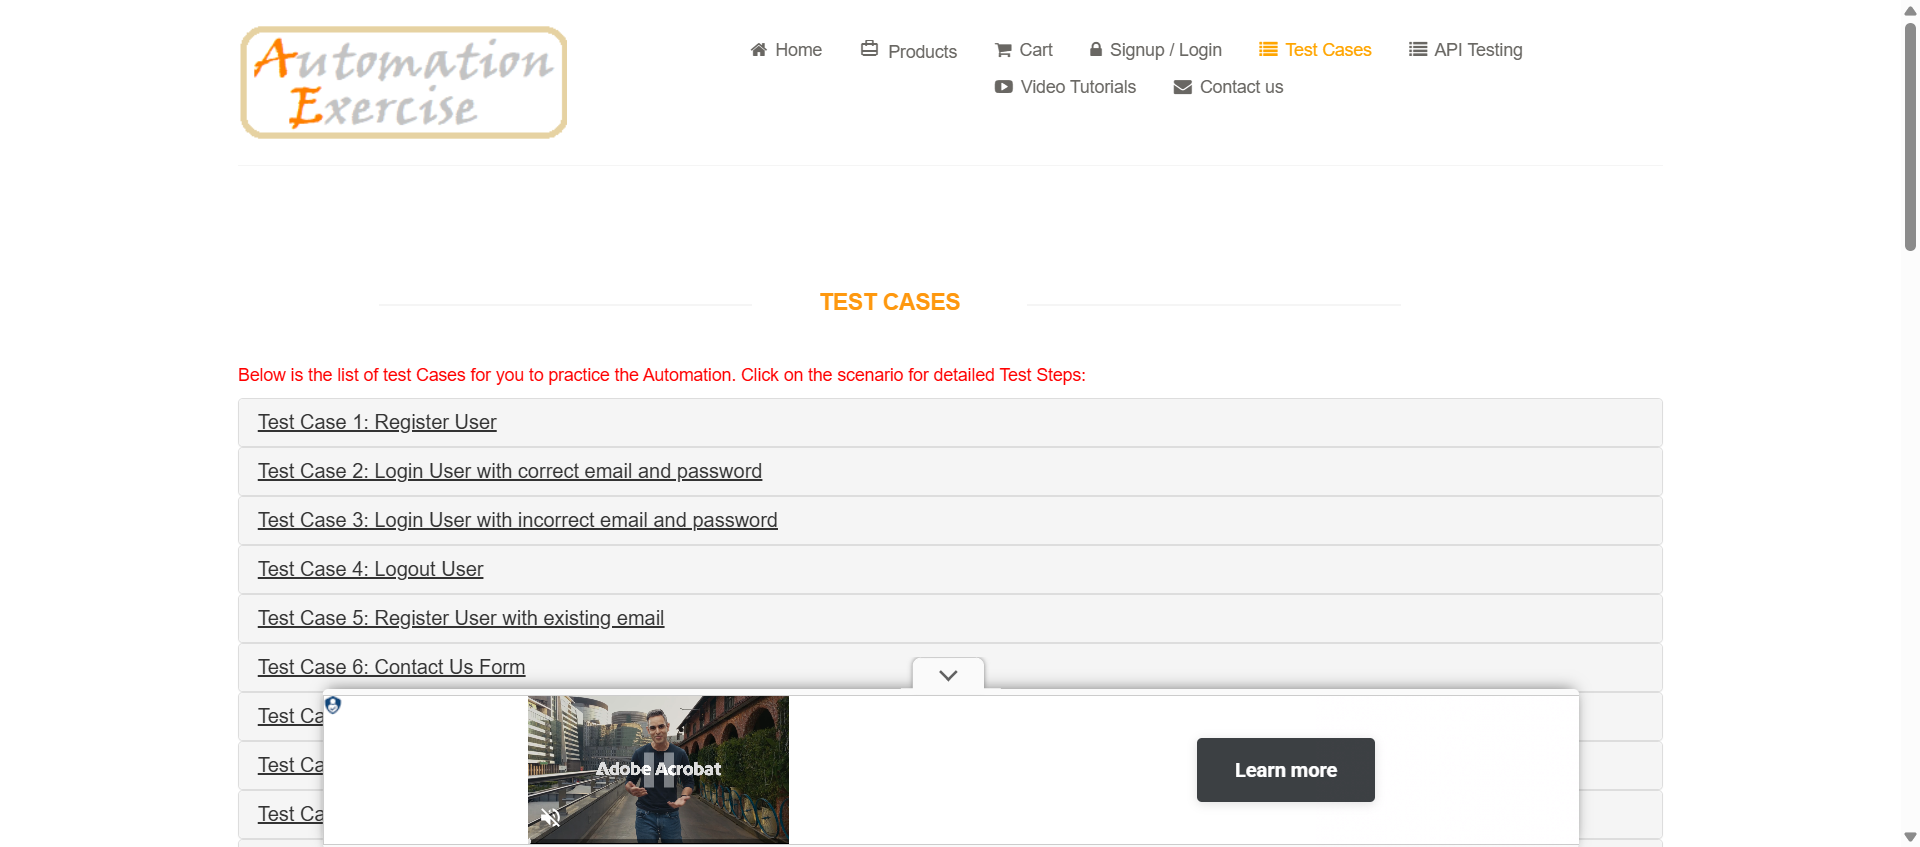 Automation
Exercise
Home
Products
Cart
Signup / Login
Test Cases
API Testing
Video Tutorials
Contact us
TEST CASES
Below is the list of test Cases for you to practice the Automation. Click on the scenario for detailed Test Steps:
Test Case 1: Register User
Test Case 2: Login User with correct email and password
Test Case 3: Login User with incorrect email and password
Test Case 4: Logout User
Test Case 5: Register User with existing email
Test Case 6: Contact Us Form
Test Ca
Test Ca
Test Ca
Adobe Acrobat
Learn more